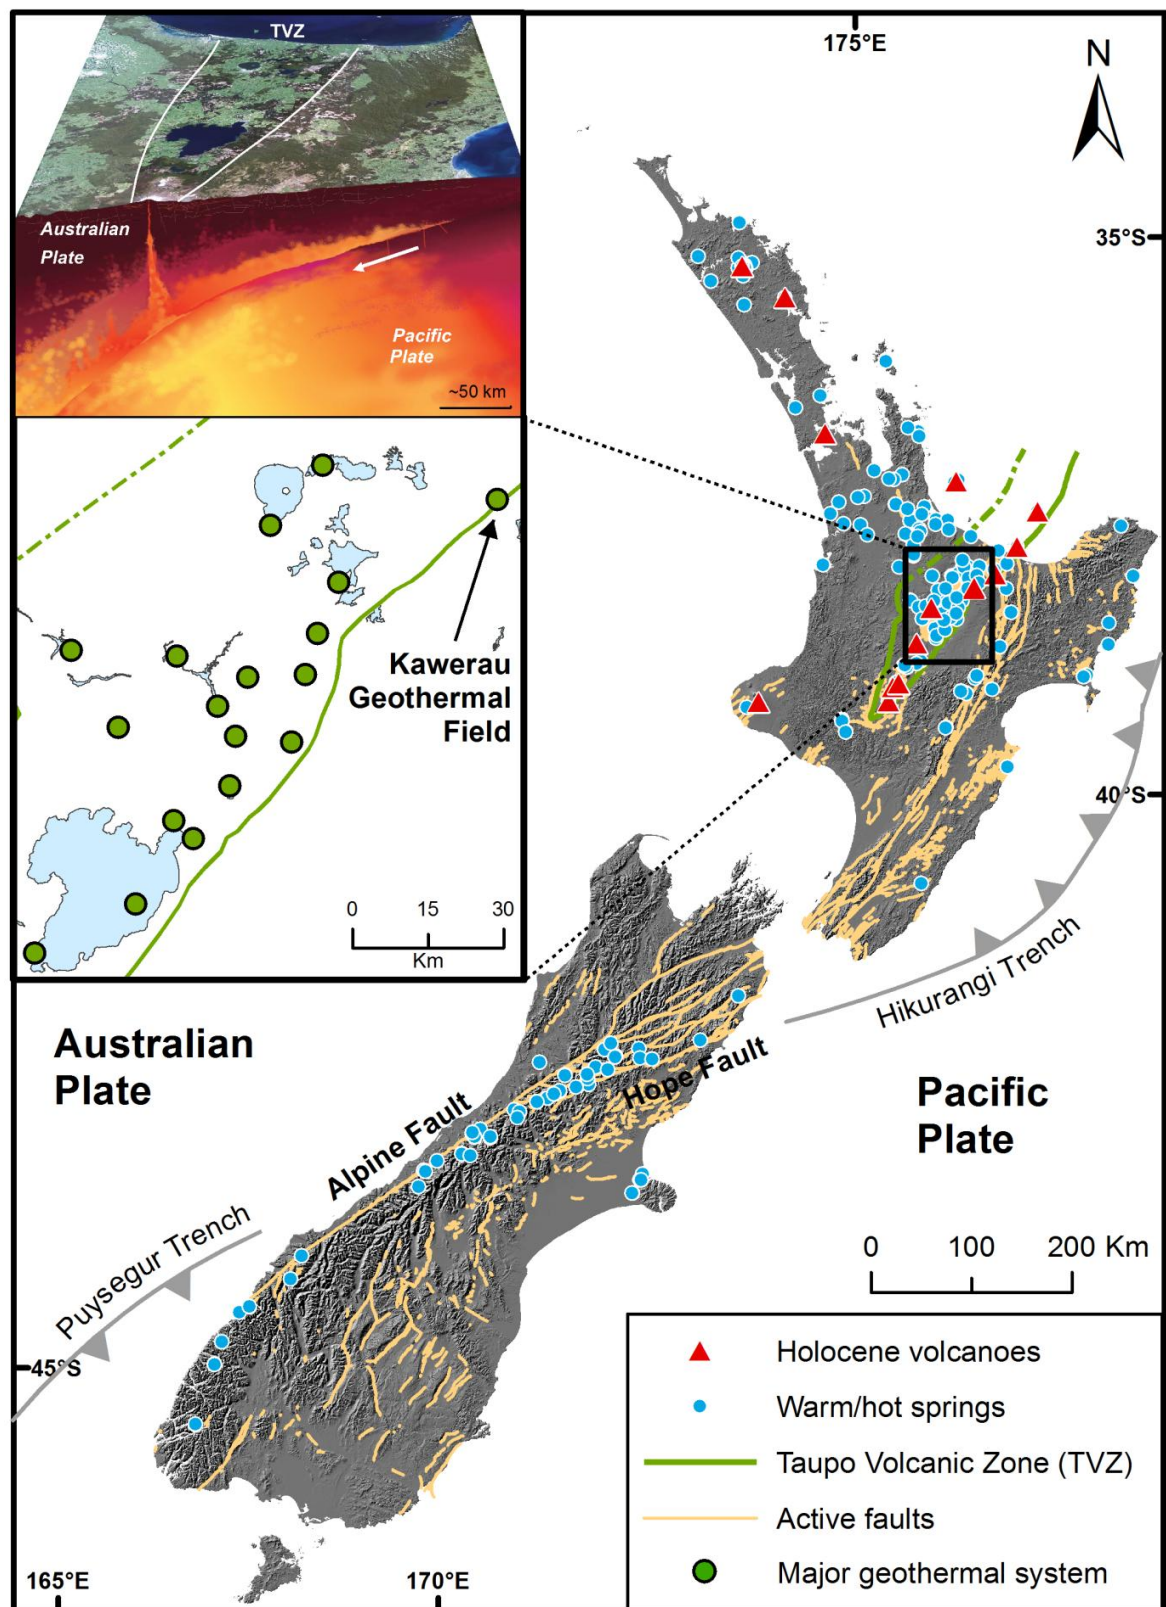 TVZ
Australian
Plate
Pacific
Plate
~50 km
175°E
N
35°S
Kawerau
Geothermal
Field
0 15 30
Km
40°S
Hikurangi Trench
Australian
Plate
Hope Fault
Pacific
Plate
Alpine Fault
Puysegur Trench
0 100 200 Km
45°S
Holocene volcanoes
Warm/hot springs
Taupo Volcanic Zone (TVZ)
Active faults
Major geothermal system
165°E
170°E